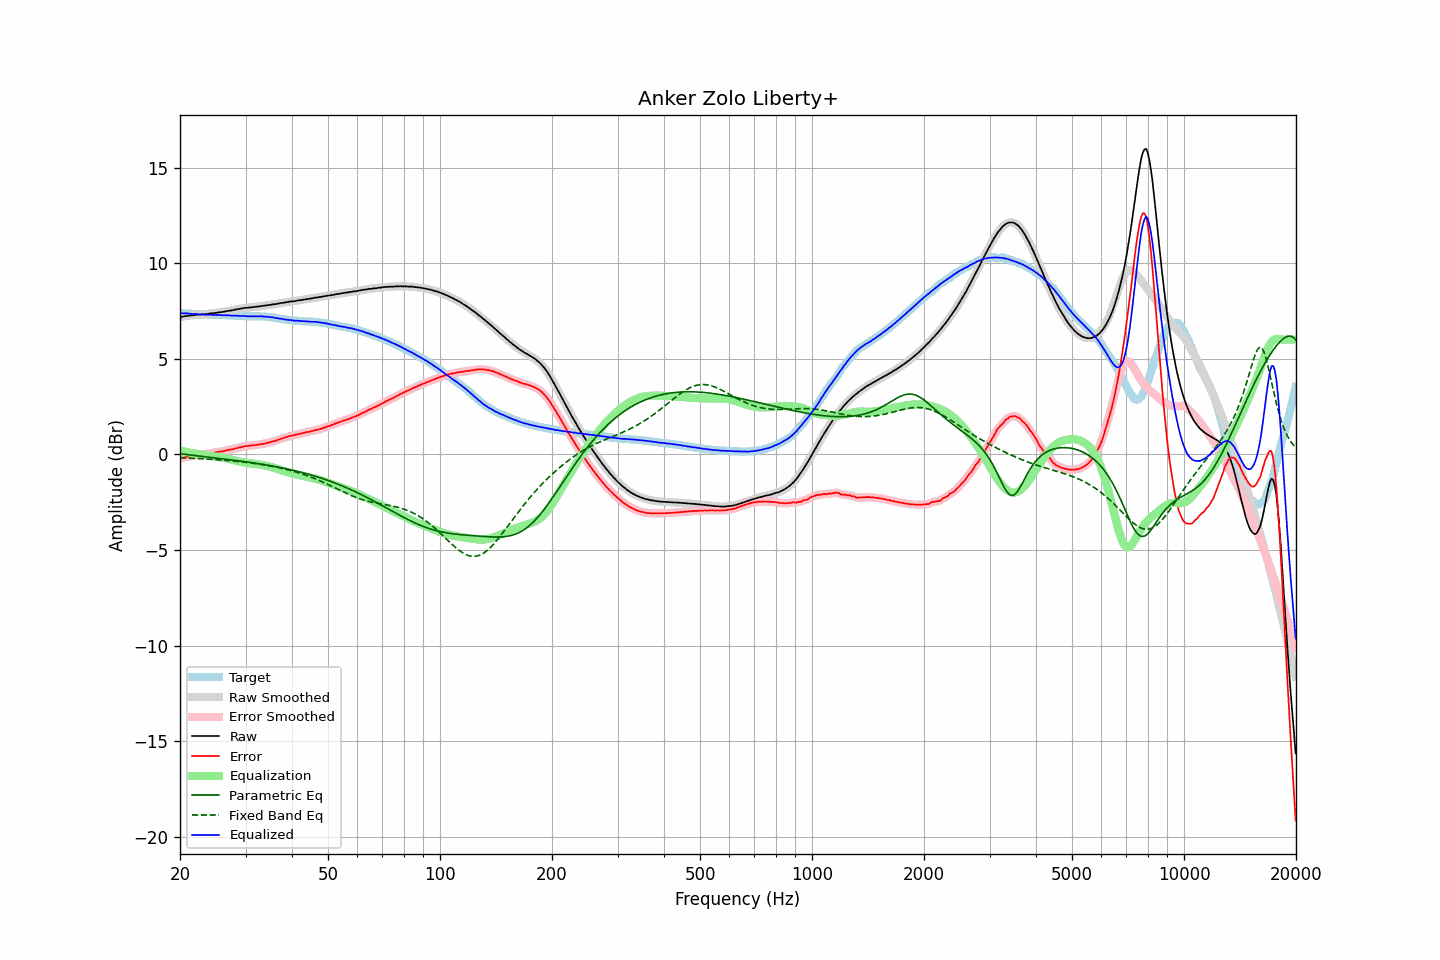 Anker Zolo Liberty+
Amplitude (dBr)
15
10
5
0
−5
−10
−15
−20
Target
Raw Smoothed
Error Smoothed
Raw
Error
Equalization
Parametric Eq
Fixed Band Eq
Equalized
20 50 100 200 500 1000 2000 5000 10000 20000
Frequency (Hz)